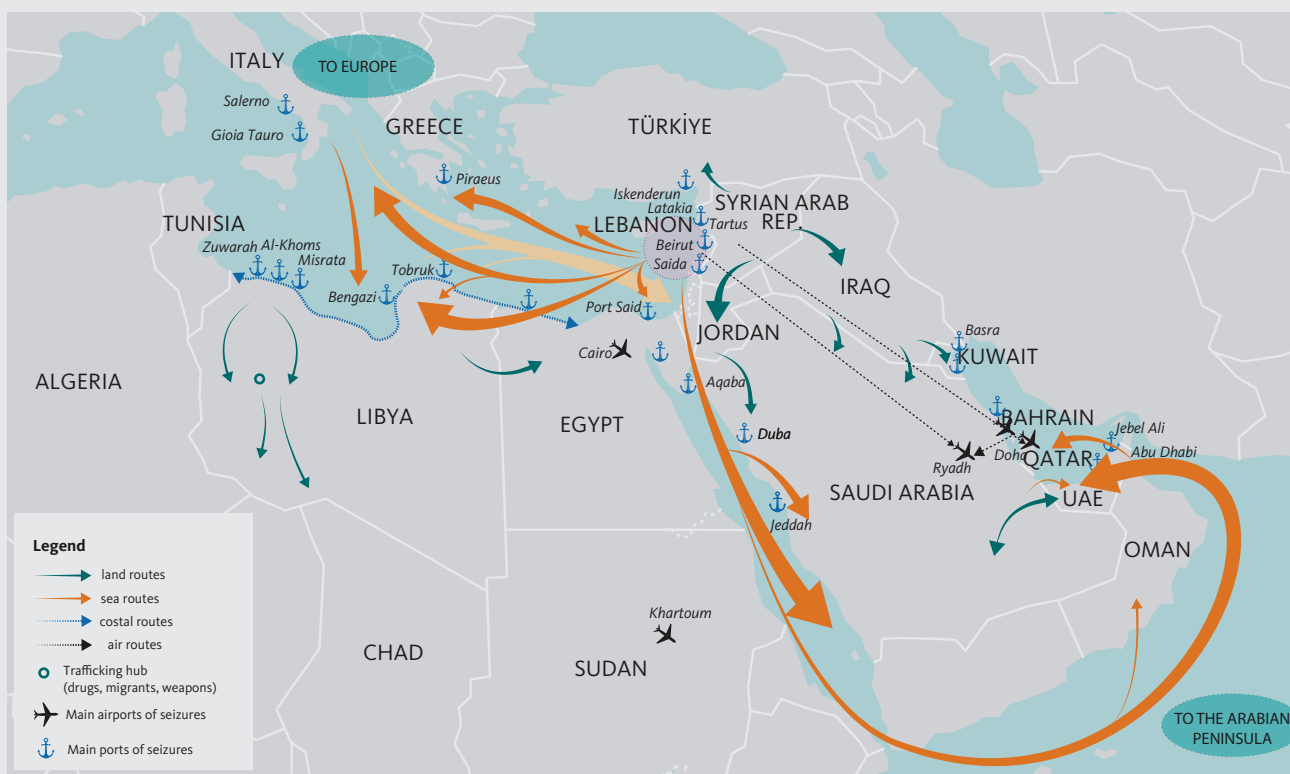 ITALY
TO EUROPE
Salerno
Gioia Tauro
GREECE
TÜRKİYE
Piraeus
Iskenderun
Latakia
SYRIAN ARAB
REP.
TUNISIA
LEBANON
Tartus
Zuwarah
Al-Khoms
Misrata
Beirut
Tobruk
Saida
Bengazi
IRAQ
Port Said
JORDAN
Basra
Cairo
KUWAIT
ALGERIA
Aqaba
LIBYA
EGYPT
Duba
BAHRAIN
Jebel Ali
Doha
QATAR
Abu Dhabi
Ryadh
SAUDI ARABIA
UAE
Jeddah
OMAN
Khartoum
CHAD
SUDAN
TO THE ARABIAN
PENINSULA
Legend
land routes
sea routes
costal routes
air routes
Trafficking hub
(drugs, migrants, weapons)
Main airports of seizures
Main ports of seizures